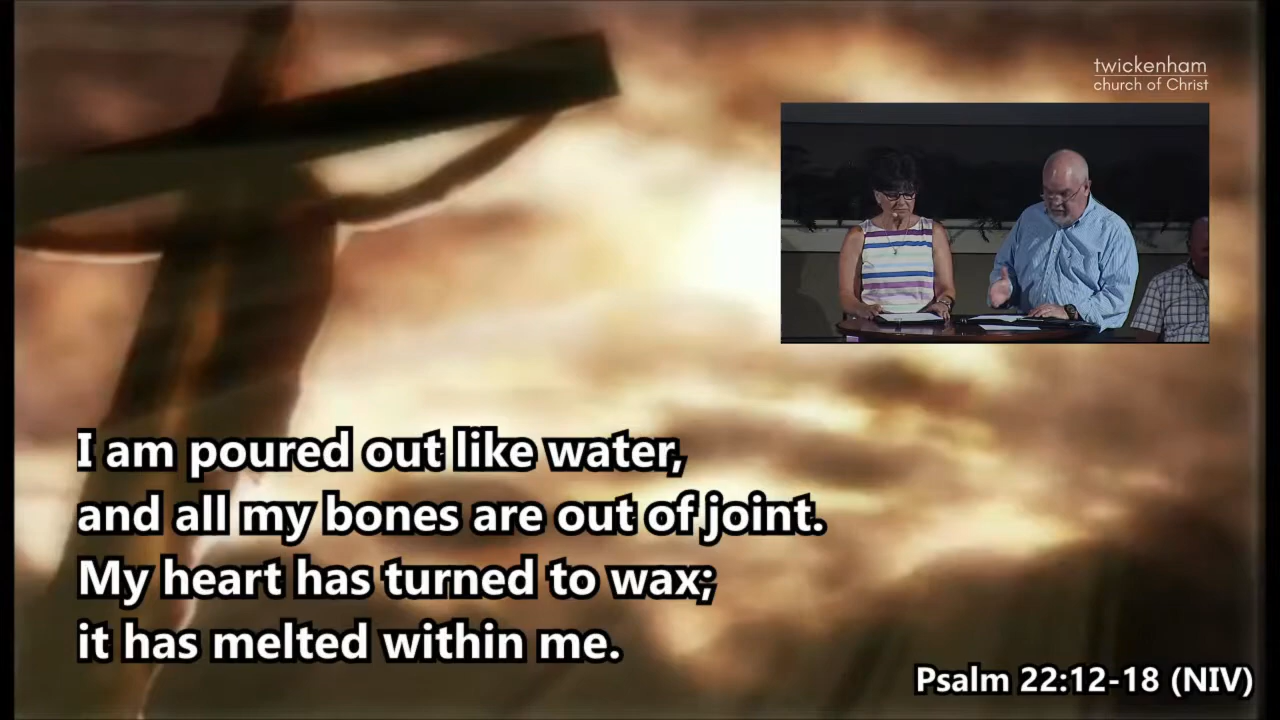 twickenham
church of Christ
I am poured out like water,
and all my bones are out of joint.
My heart has turned to wax;
it has melted within me.
Psalm 22:12-18 (NIV)